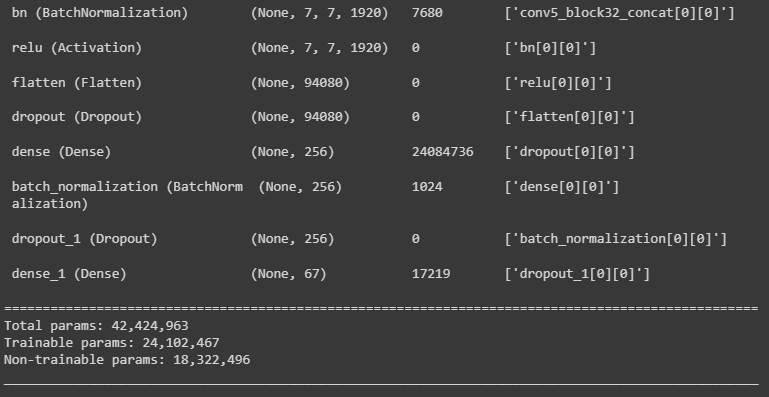 bn (BatchNormalization) (None, 7, 7, 1920) 7680 ['conv5_block32_concat[0][0]']
relu (Activation) (None, 7, 7, 1920) 0 ['bn[0][0]']
flatten (Flatten) (None, 94080) 0 ['relu[0][0]']
dropout (Dropout) (None, 94080) 0 ['flatten[0][0]']
dense (Dense) (None, 256) 24084736 ['dropout[0][0]']
batch_normalization (BatchNorm (None, 256) 1024 ['dense[0][0]']
alization)
dropout_1 (Dropout) (None, 256) 0 ['batch_normalization[0][0]']
dense_1 (Dense) (None, 67) 17219 ['dropout_1[0][0]']
==================================================================================================
Total params: 42,424,963
Trainable params: 24,102,467
Non-trainable params: 18,322,496
__________________________________________________________________________________________________